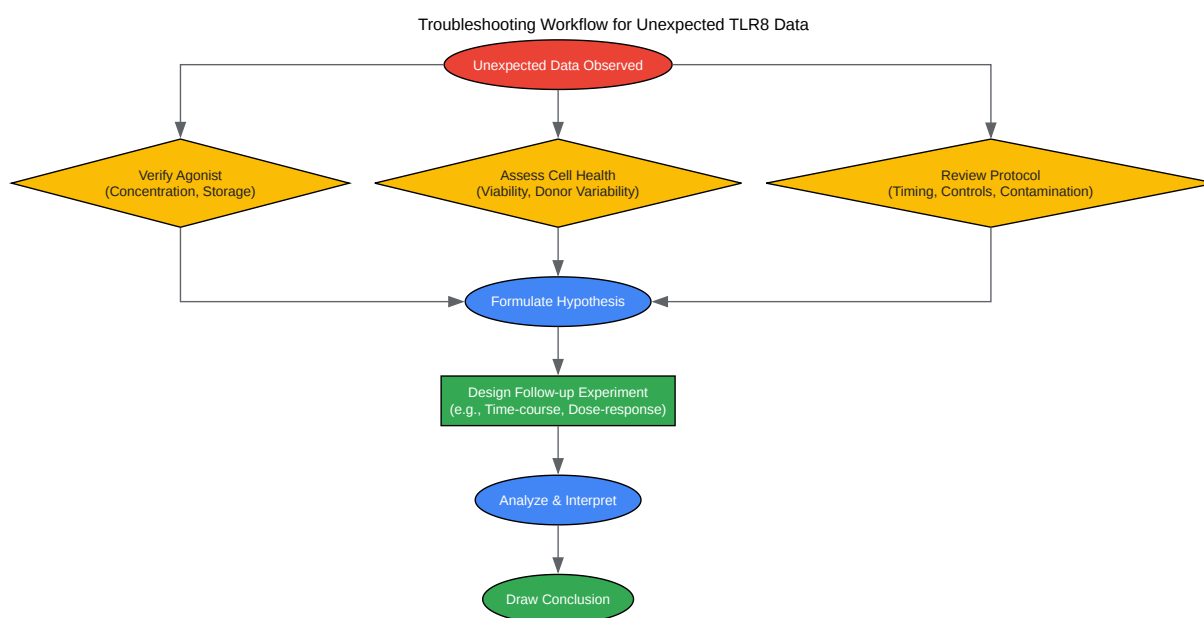 Troubleshooting Workflow for Unexpected TLR8 Data
Unexpected Data Observed
Verify Agonist
(Concentration, Storage)
Assess Cell Health
(Viability, Donor Variability)
Review Protocol
(Timing, Controls, Contamination)
Formulate Hypothesis
Design Follow-up Experiment
(e.g., Time-course, Dose-response)
Analyze & Interpret
Draw Conclusion